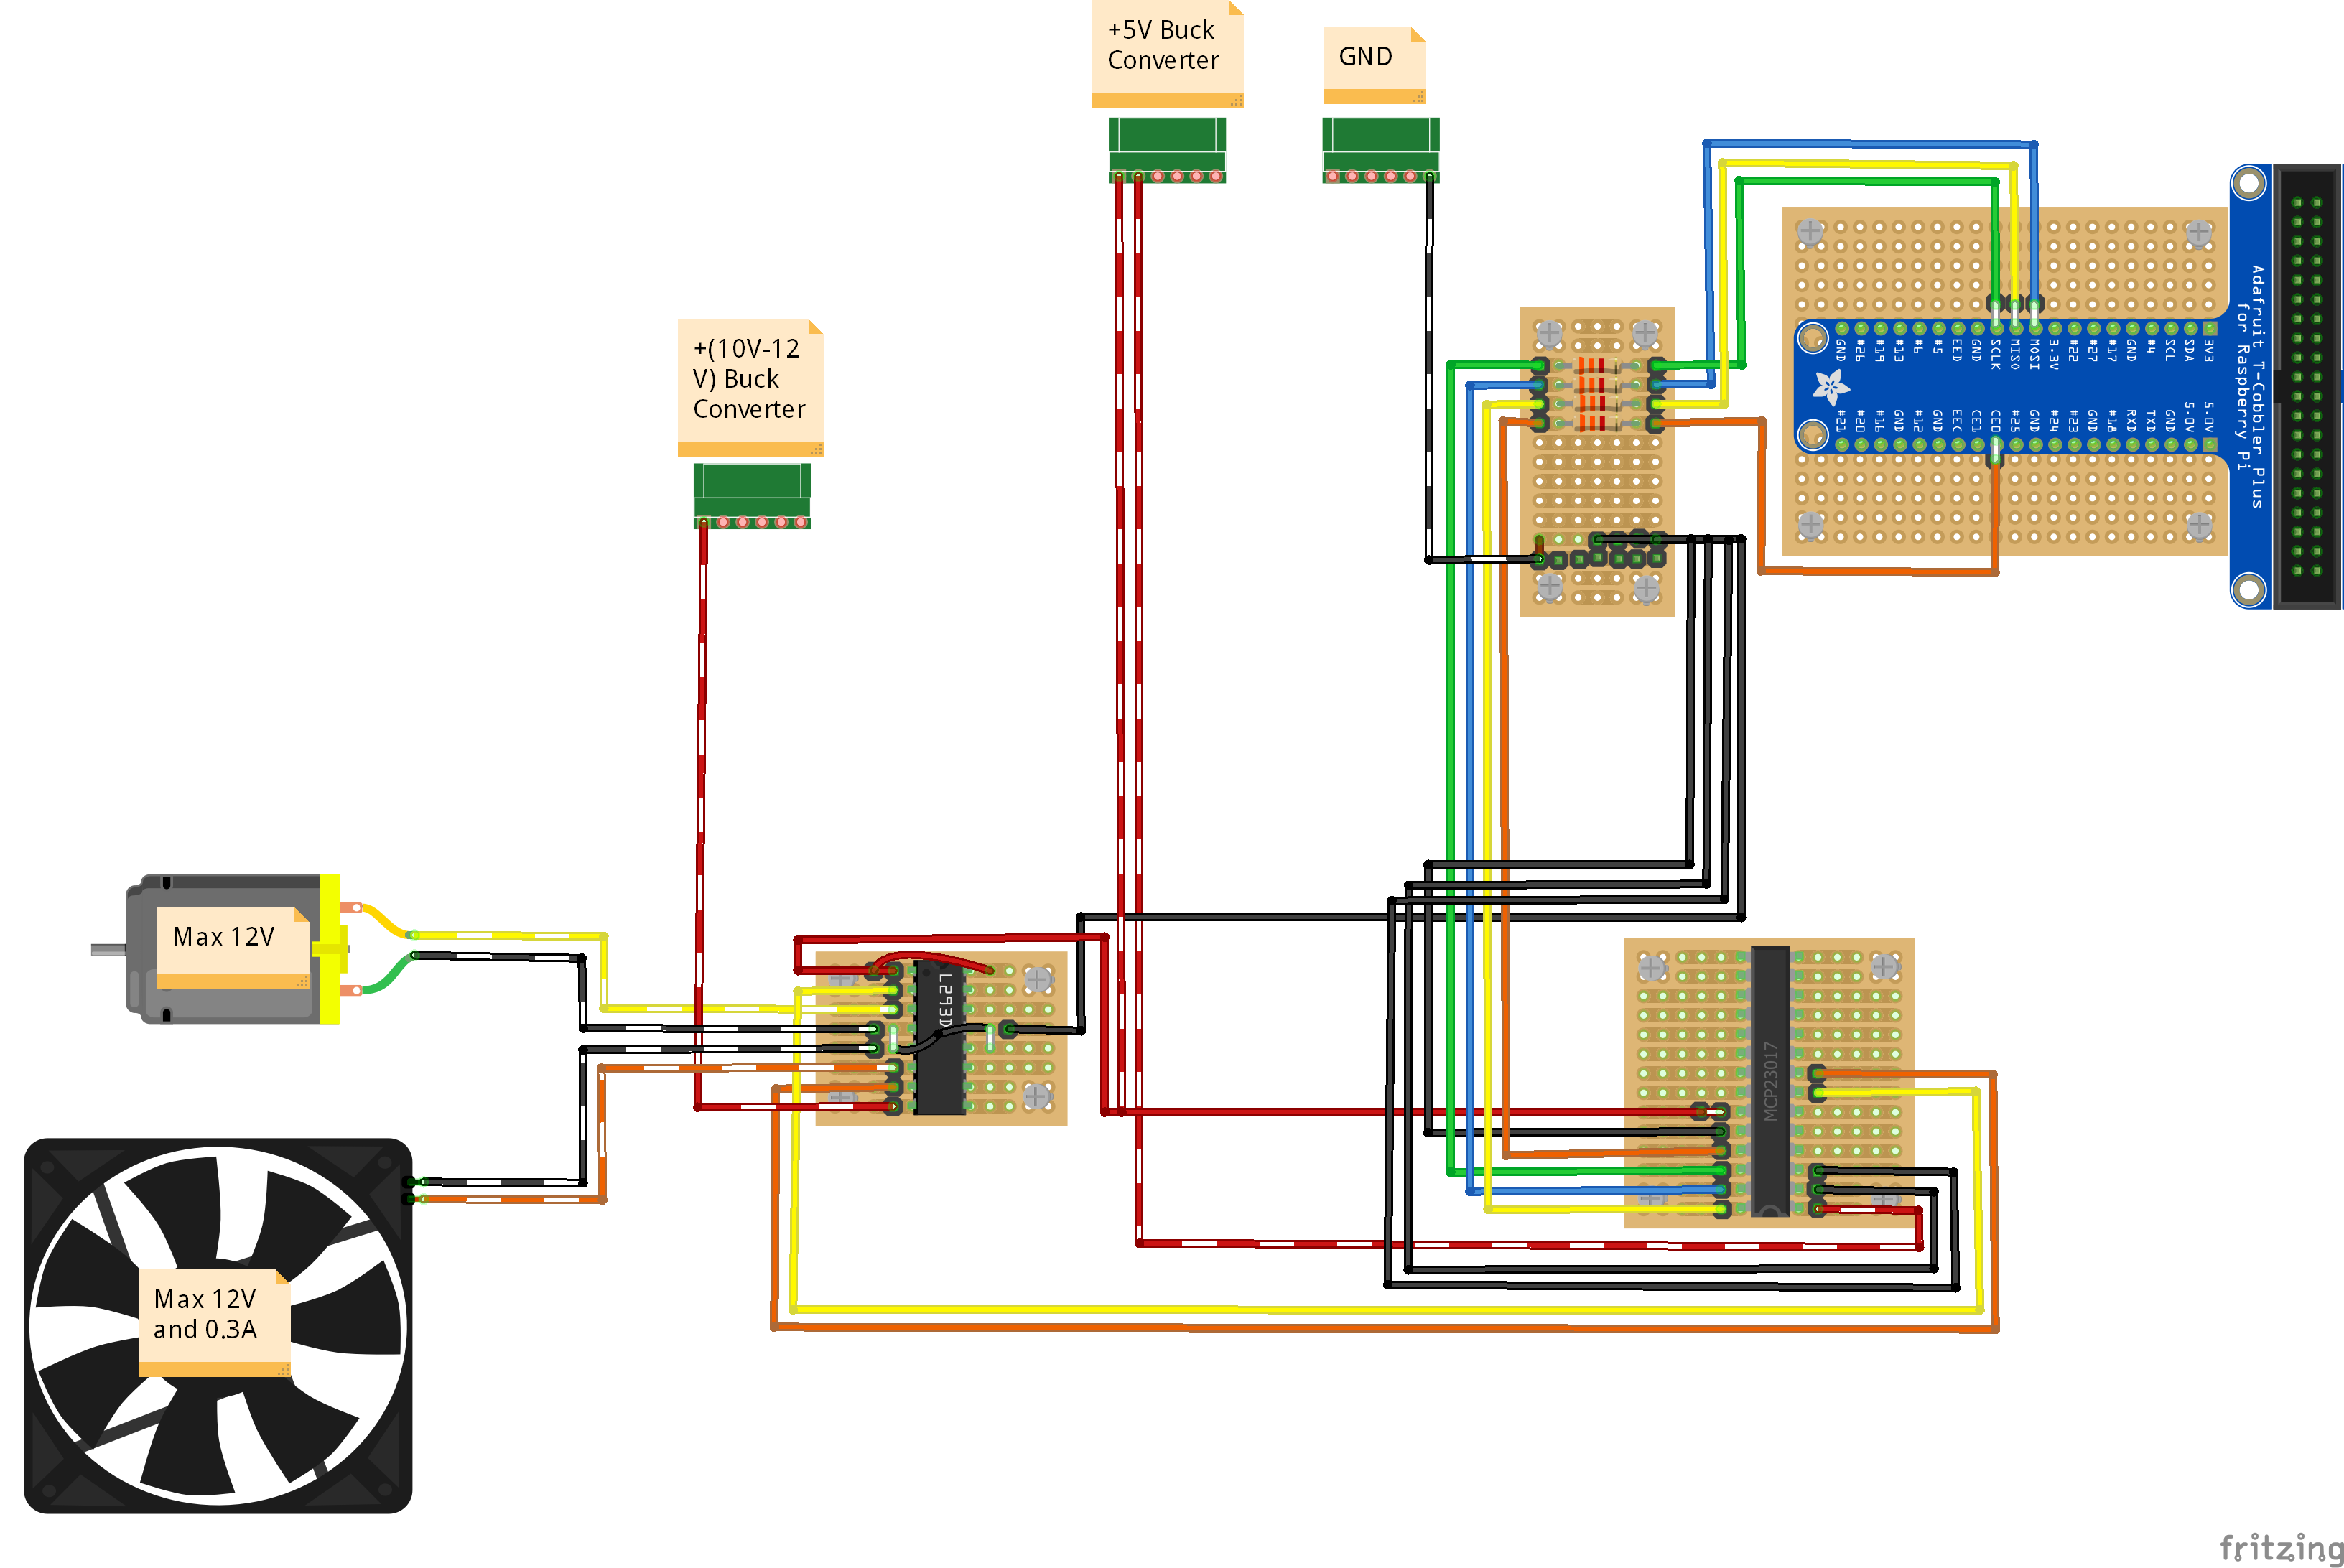 +5V Buck
Converter
GND
+(10V-12
V) Buck
Converter
Max 12V
Max 12V
and 0.3A
L293D
MCP23017
GND
#26
#19
#13
#6
#5
EED
GND
SCLK
MISO
MOSI
3.3V
#22
#27
#17
GND
#4
SCL
SDA
3V3
#21
#20
#16
GND
#12
GND
EEC
CE1
CE0
#25
GND
#24
#23
GND
#18
RXD
TXD
GND
5.0V
5.0V
Adafruit T-Cobbler Plus
for Raspberry Pi
fritzing